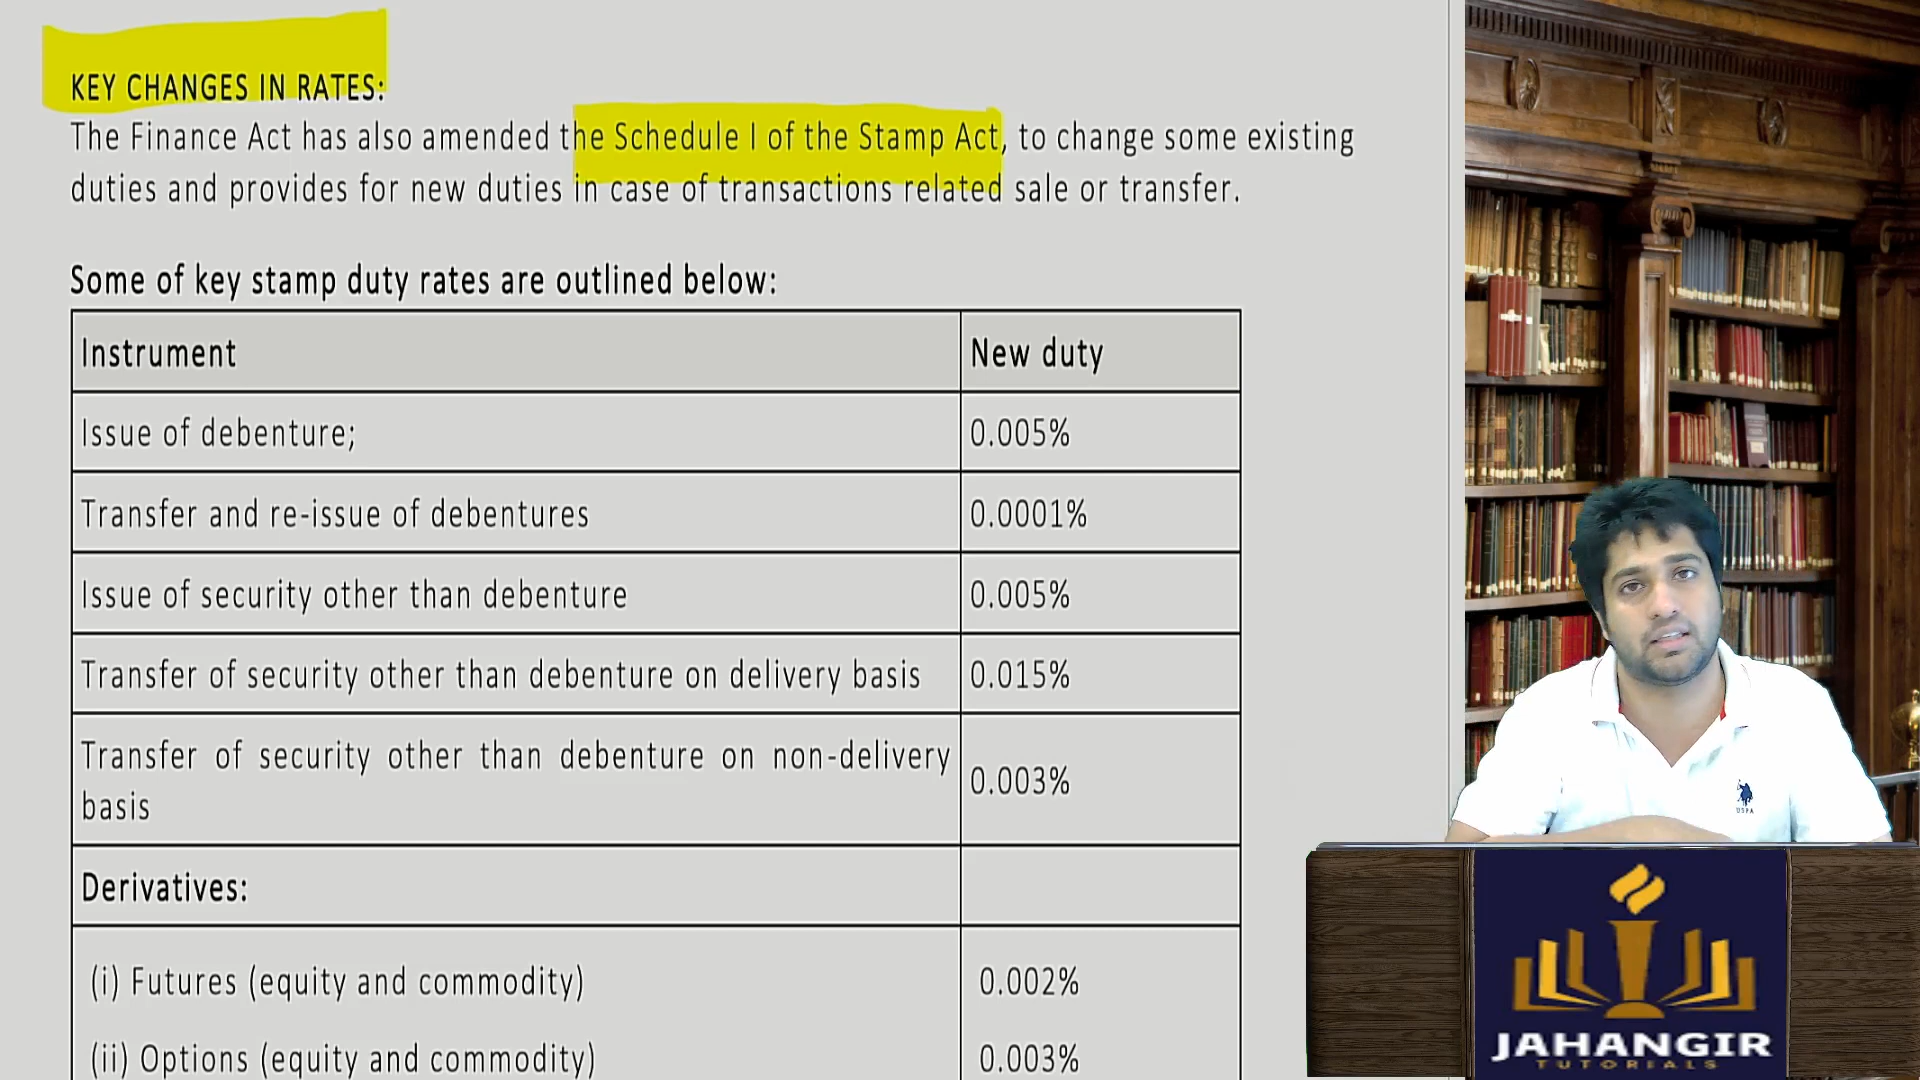 KEY CHANGES IN RATES:
The Finance Act has also amended the Schedule I of the Stamp Act, to change some existing
duties and provides for new duties in case of transactions related sale or transfer.
Some of key stamp duty rates are outlined below:
Instrument New duty
Issue of debenture; 0.005%
Transfer and re-issue of debentures 0.0001%
Issue of security other than debenture 0.005%
Transfer of security other than debenture on delivery basis 0.015%
Transfer of security other than debenture on non-delivery
basis 0.003%
Derivatives:
(i) Futures (equity and commodity) 0.002%
(ii) Options (equity and commodity) 0.003%
USPA
JAHANGIR
TUTORIALS